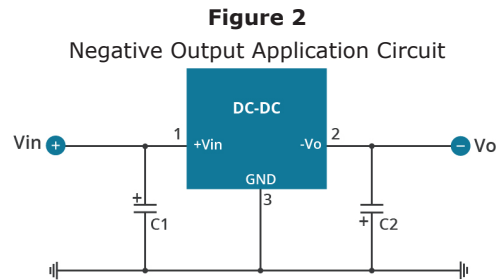 Figure 2
Negative Output Application Circuit
DC-DC
Vin + 1 +Vin -Vo 2 − Vo
GND
3
+ C1
+ C2